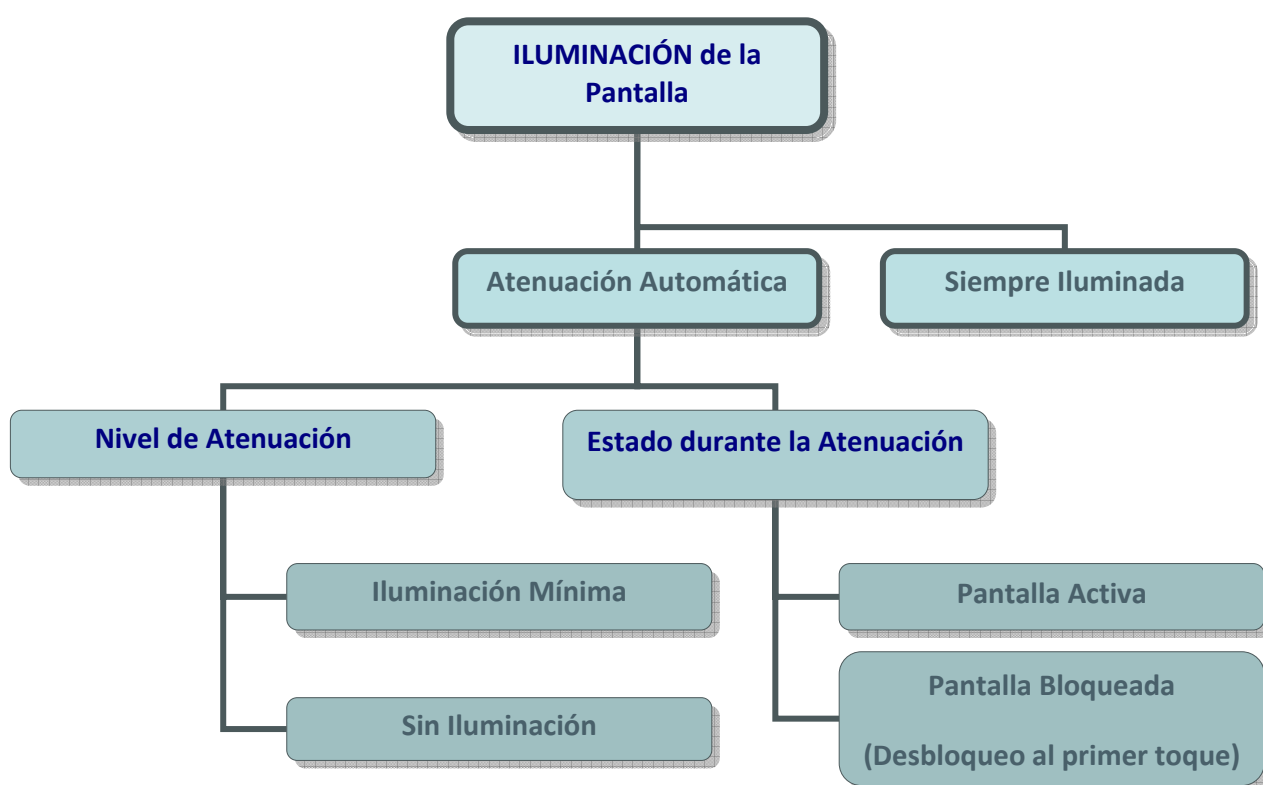 ILUMINACIÓN de la
Pantalla
Atenuación Automática
Siempre Iluminada
Nivel de Atenuación
Estado durante la Atenuación
Iluminación Mínima
Pantalla Activa
Sin Iluminación
Pantalla Bloqueada
(Desbloqueo al primer toque)